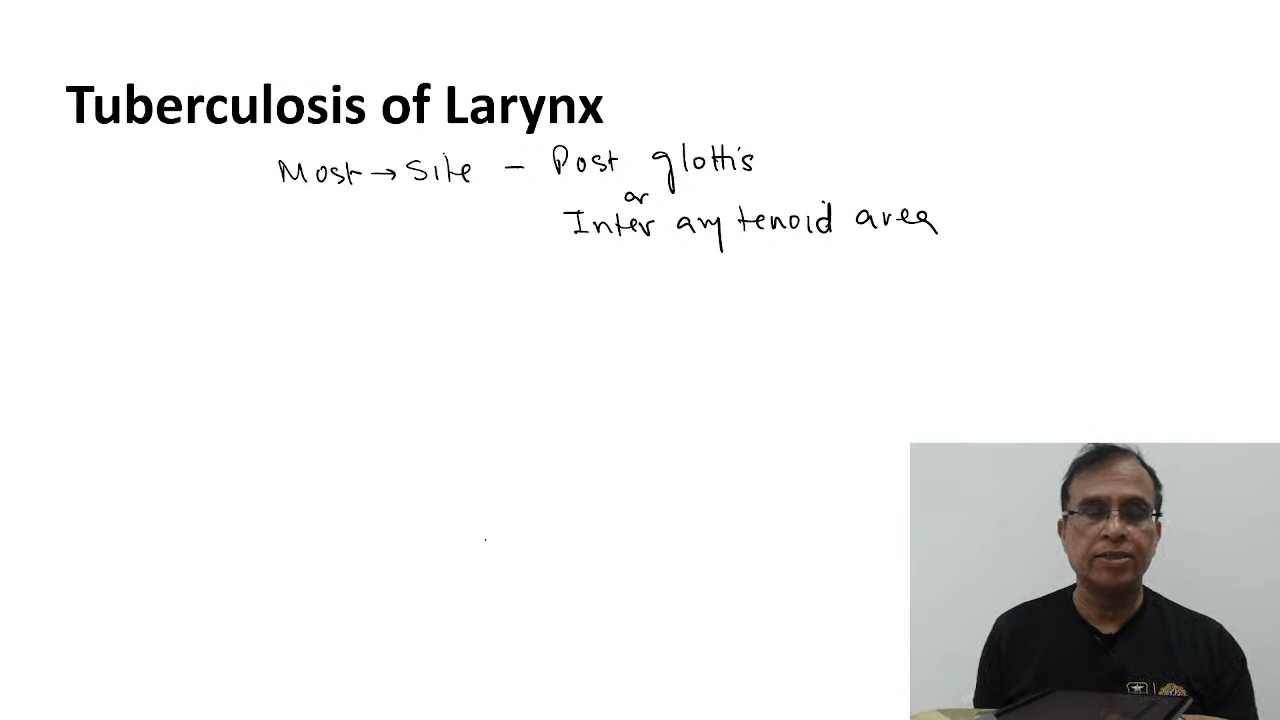 Tuberculosis of Larynx
Most → Site - Post glottis
or
Inter arytenoid area